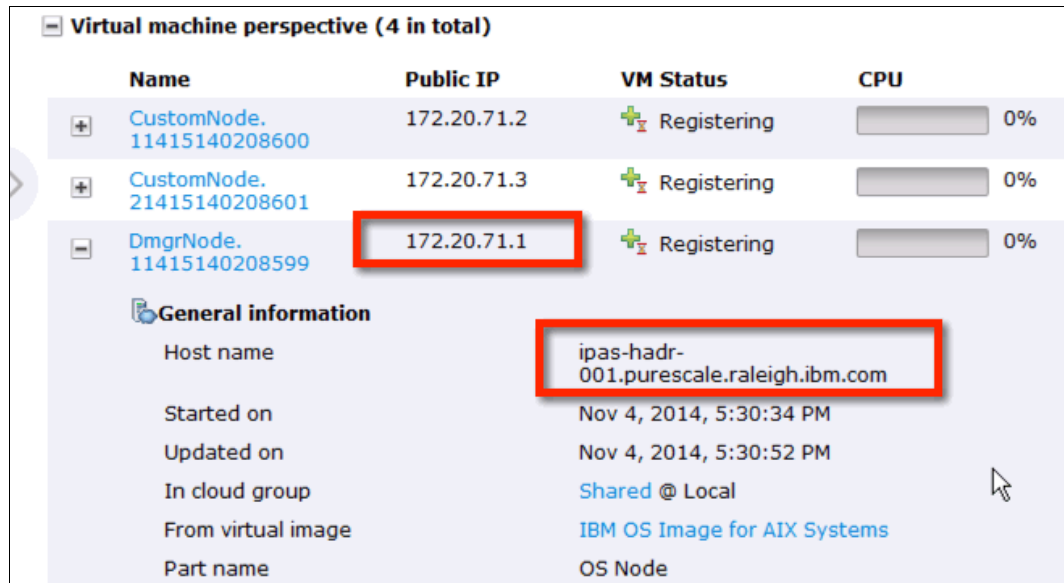 Virtual machine perspective (4 in total)
Name Public IP VM Status CPU
CustomNode. 172.20.71.2 Registering 0%
11415140208600
CustomNode. 172.20.71.3 Registering 0%
21415140208601
DmgrNode. 172.20.71.1 Registering 0%
11415140208599
General information
Host name ipas-hadr-
001.purescale.raleigh.ibm.com
Started on Nov 4, 2014, 5:30:34 PM
Updated on Nov 4, 2014, 5:30:52 PM
In cloud group Shared @ Local
From virtual image IBM OS Image for AIX Systems
Part name OS Node